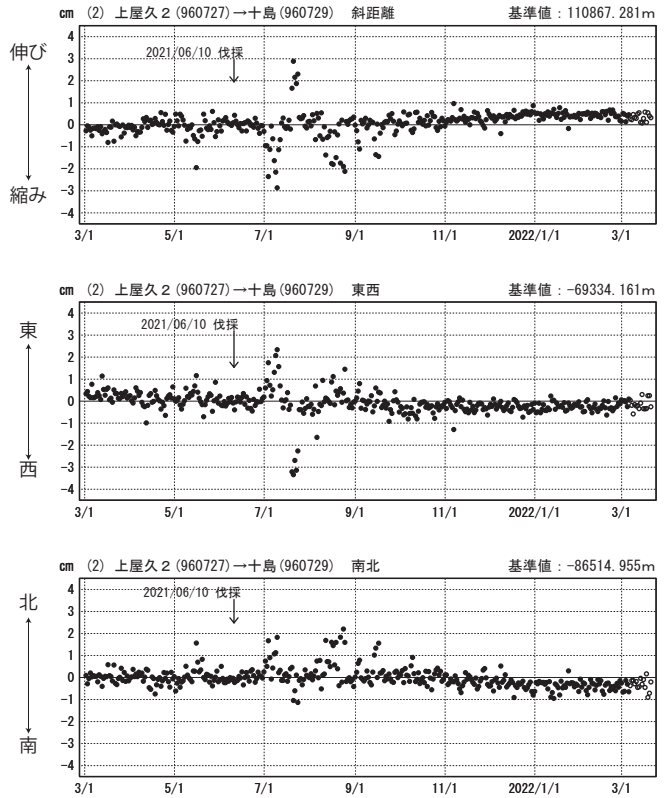 cm (2) 上屋久2(960727)→十島(960729) 斜距離 基準値:110867.281m
伸び
縮み
2021/06/10 伐採
4
3
2
1
0
-1
-2
-3
-4
3/1 5/1 7/1 9/1 11/1 2022/1/1 3/1
cm (2) 上屋久2(960727)→十島(960729) 東西 基準値:-69334.161m
東
西
2021/06/10 伐採
4
3
2
1
0
-1
-2
-3
-4
3/1 5/1 7/1 9/1 11/1 2022/1/1 3/1
cm (2) 上屋久2(960727)→十島(960729) 南北 基準値:-86514.955m
北
南
2021/06/10 伐採
4
3
2
1
0
-1
-2
-3
-4
3/1 5/1 7/1 9/1 11/1 2022/1/1 3/1